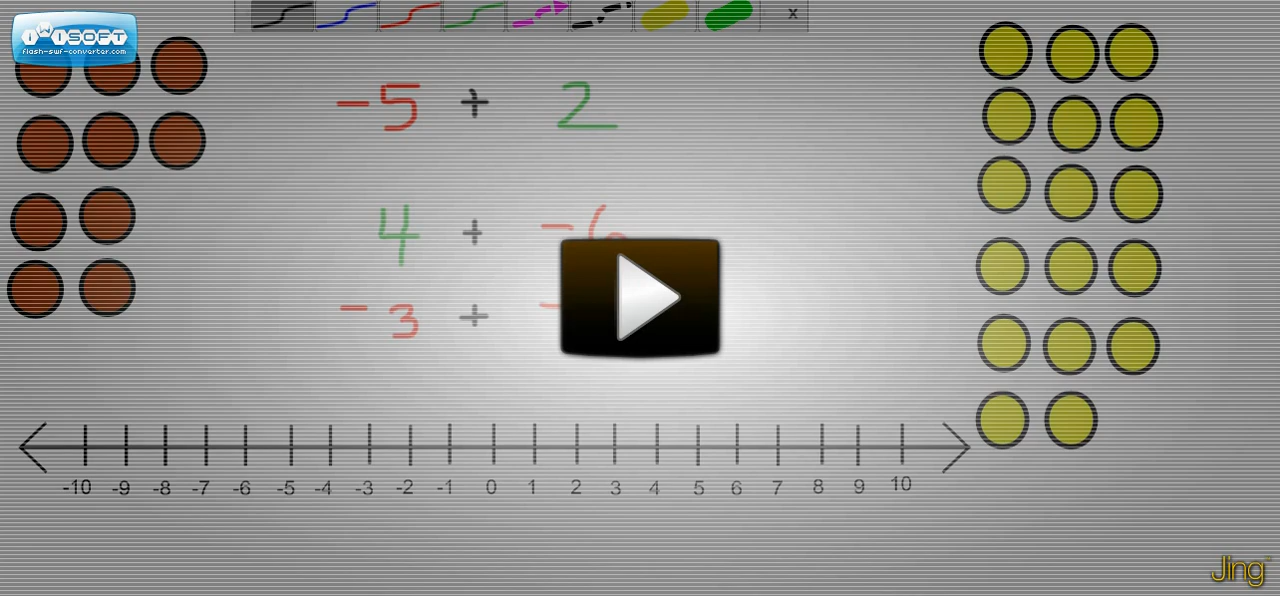 iWiSOFT
flash-swf-converter.com
x
-5 + 2
4 + -6
-3 + -
-10 -9 -8 -7 -6 -5 -4 -3 -2 -1 0 1 2 3 4 5 6 7 8 9 10
Jing